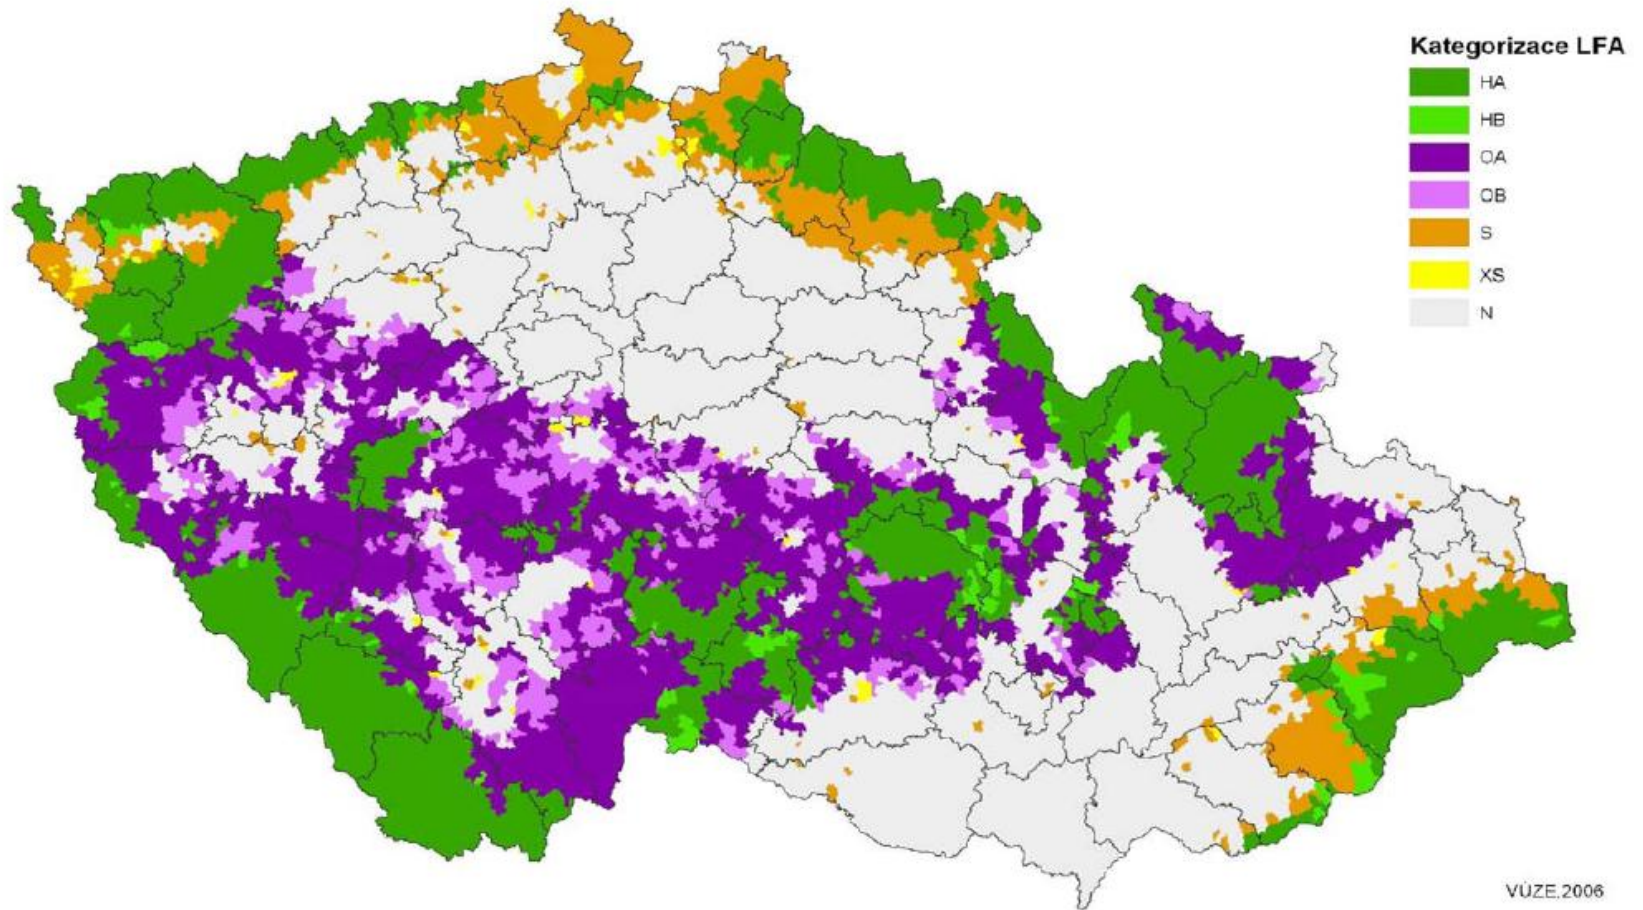 Kategorizace LFA
HA
HB
OA
OB
S
XS
N
VÚZE.2006